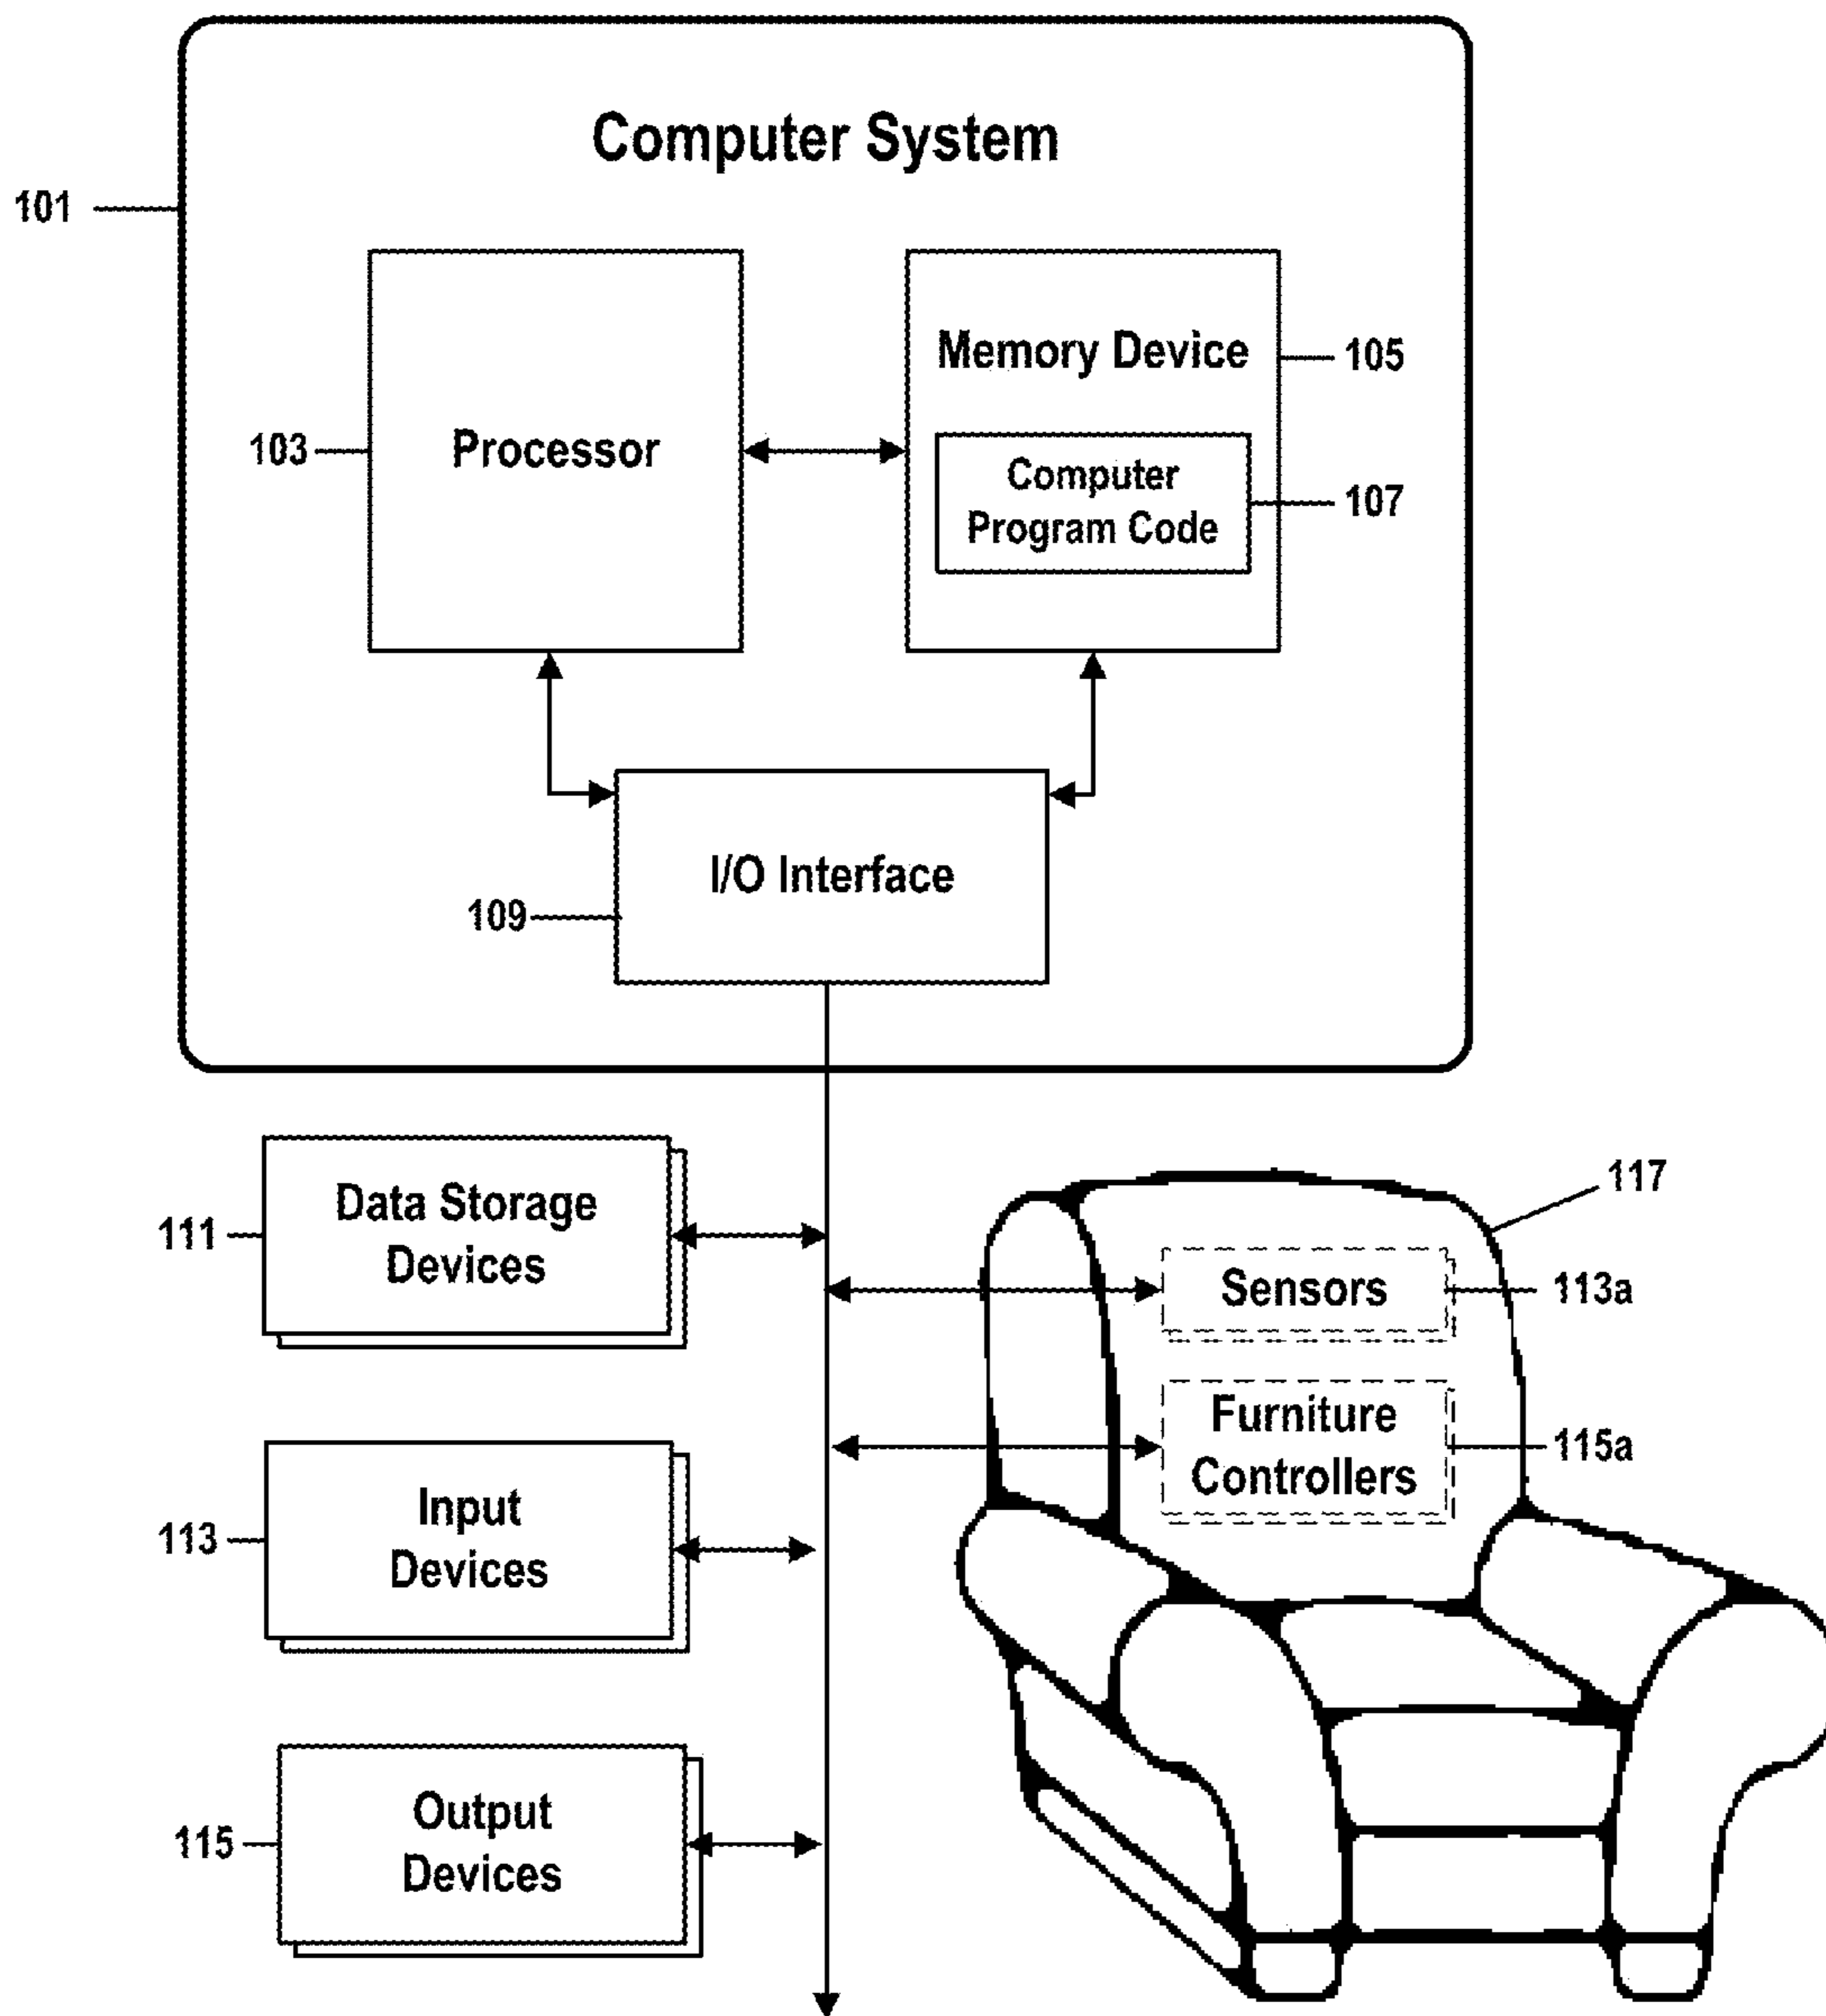 Computer System
101
Memory Device
105
Processor
103
Computer
Program Code
107
I/O Interface
109
Data Storage
Devices
111
117
Sensors
113a
Furniture
Controllers
115a
Input
Devices
113
Output
Devices
115